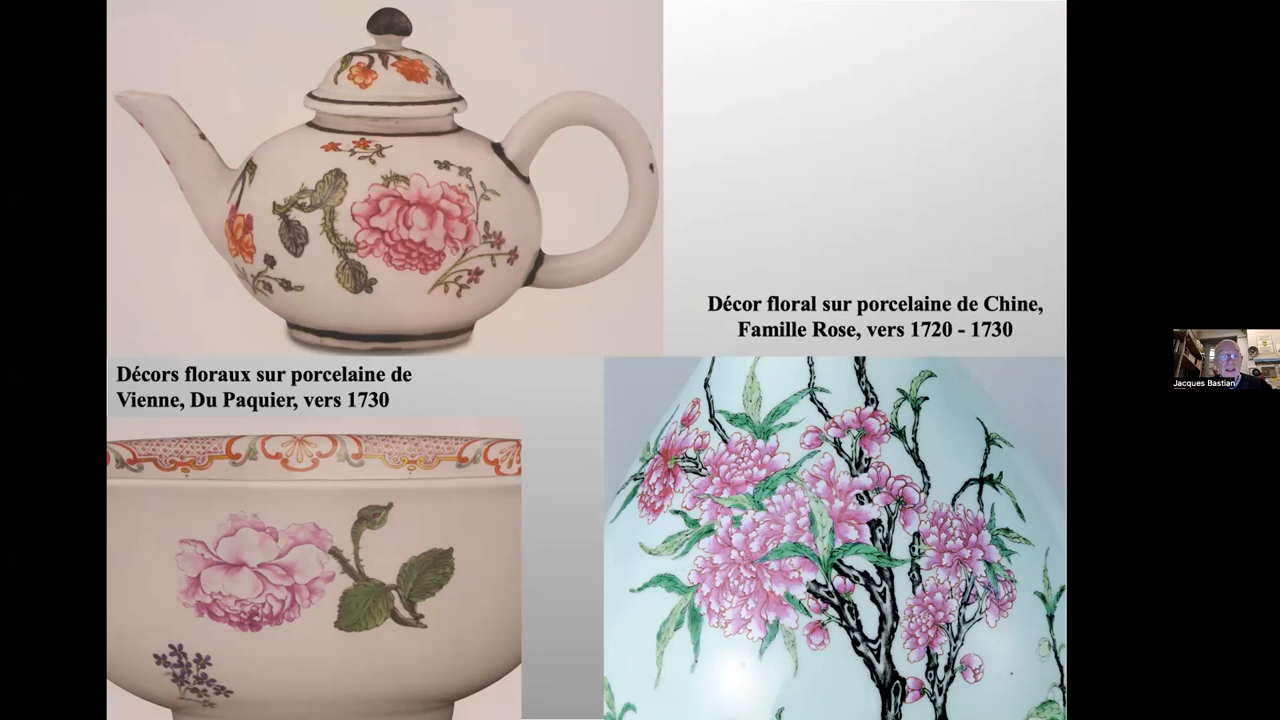 Décor floral sur porcelaine de Chine,
Famille Rose, vers 1720 - 1730
Décors floraux sur porcelaine de
Vienne, Du Paquier, vers 1730
Jacques Bastian